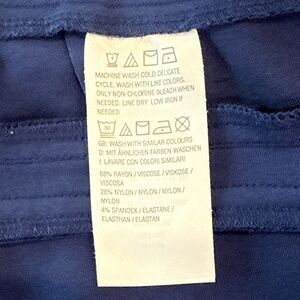 MACHINE WASH COLD DELICATE
CYCLE. WASH WITH LIKE COLORS.
ONLY NON-CHLORINE BLEACH WHEN
NEEDED. LINE DRY. LOW IRON IF
NEEDED
30
GB: WASH WITH SIMILAR COLOURS
D: MIT ÄHNLICHEN FARBEN WASCHEN
I: LAVARE CON COLORI SIMILARI
68% RAYON / VISCOSE / VISKOSE /
VISCOSA
28% NYLON / NYLON / NYLON /
NYLON
4% SPANDEX / ELASTANE /
ELASTHAN / ELASTAN